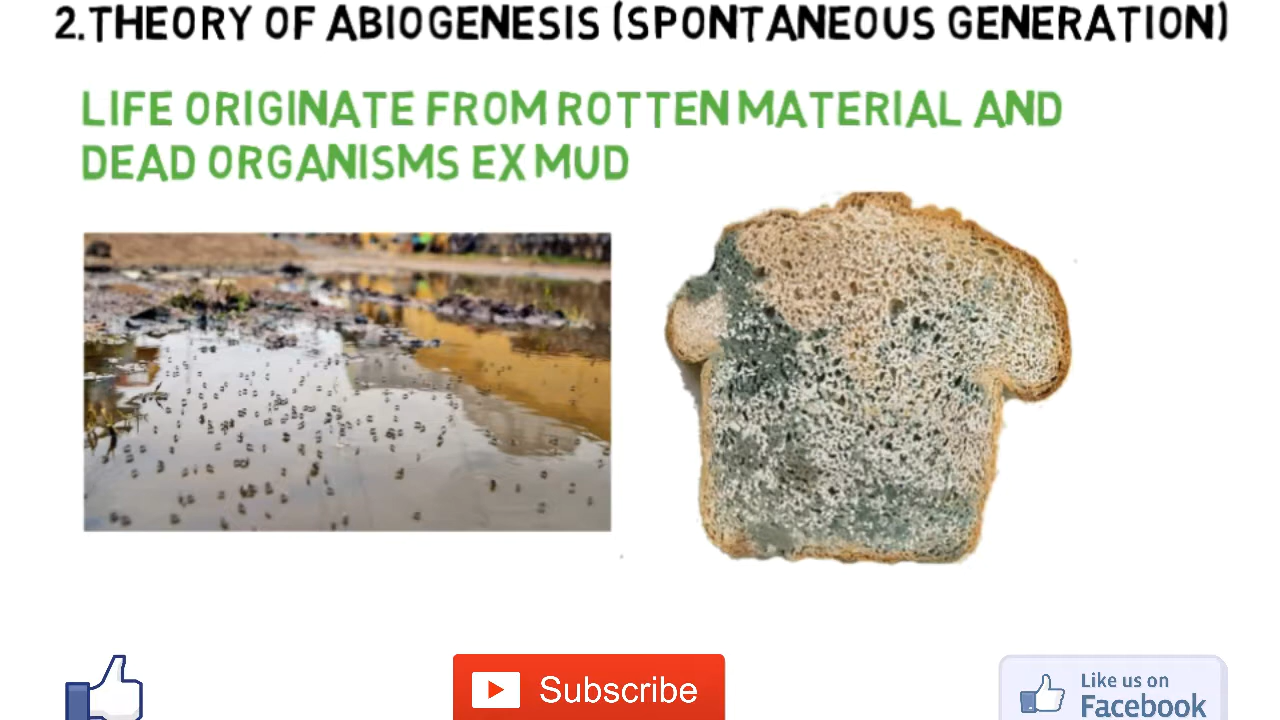 2.THEORY OF ABIOGENESIS (SPONTANEOUS GENERATION)
LIFE ORIGINATE FROM ROTTEN MATERIAL AND
DEAD ORGANISMS EX MUD
Subscribe
Like us on
Facebook